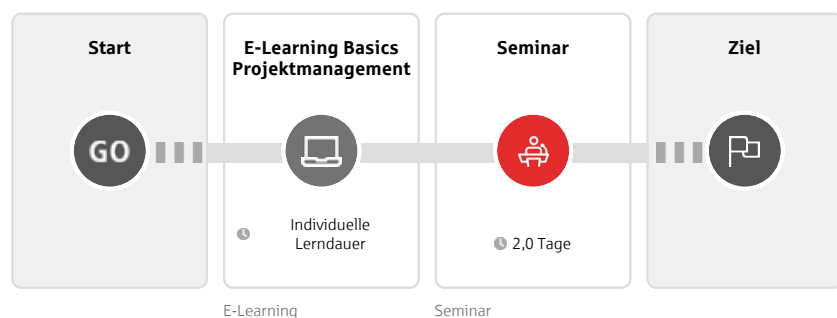 Start
GO
E-Learning Basics
Projektmanagement
Individuelle
Lerndauer
E-Learning
Seminar
2,0 Tage
Seminar
Ziel